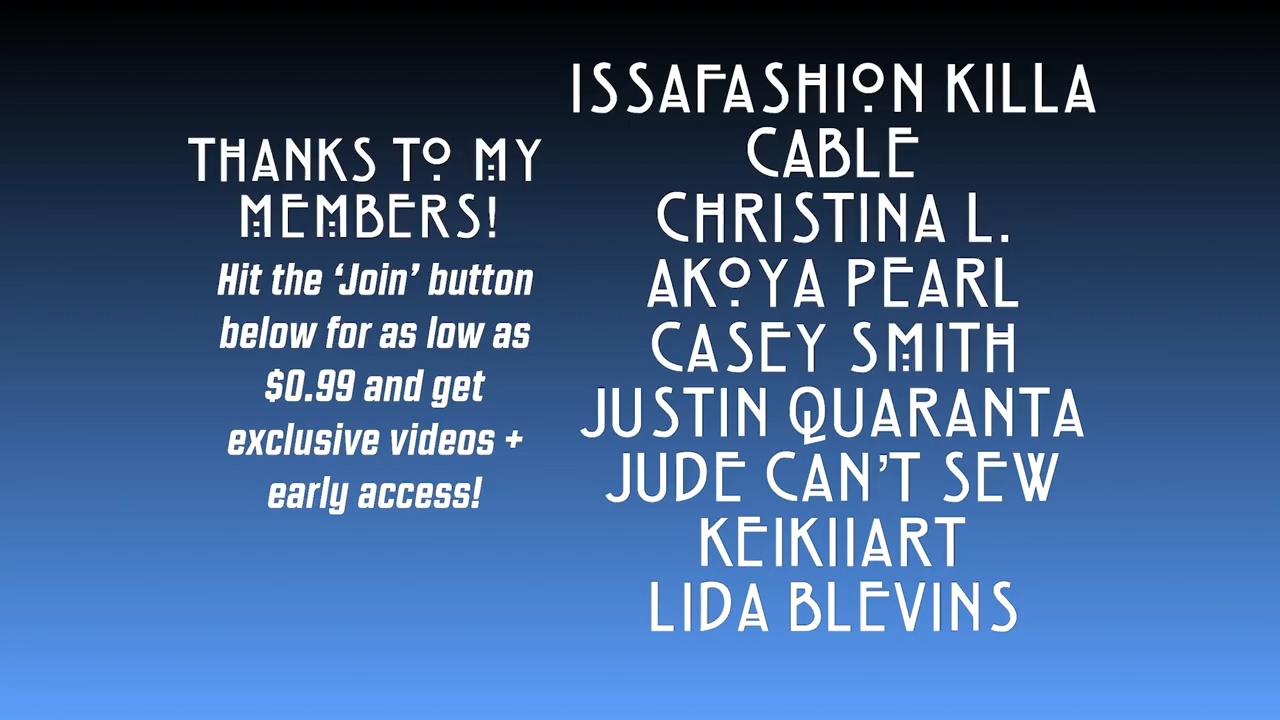 THANKS TO MY
MEMBERS!
Hit the ‘Join’ button
below for as low as
$0.99 and get
exclusive videos +
early access!
ISSAFASHION KILLA
CABLE
CHRISTINA L.
AKOYA PEARL
CASEY SMITH
JUSTIN QUARANTA
JUDE CAN’T SEW
KEIKIIART
LIDA BLEVINS